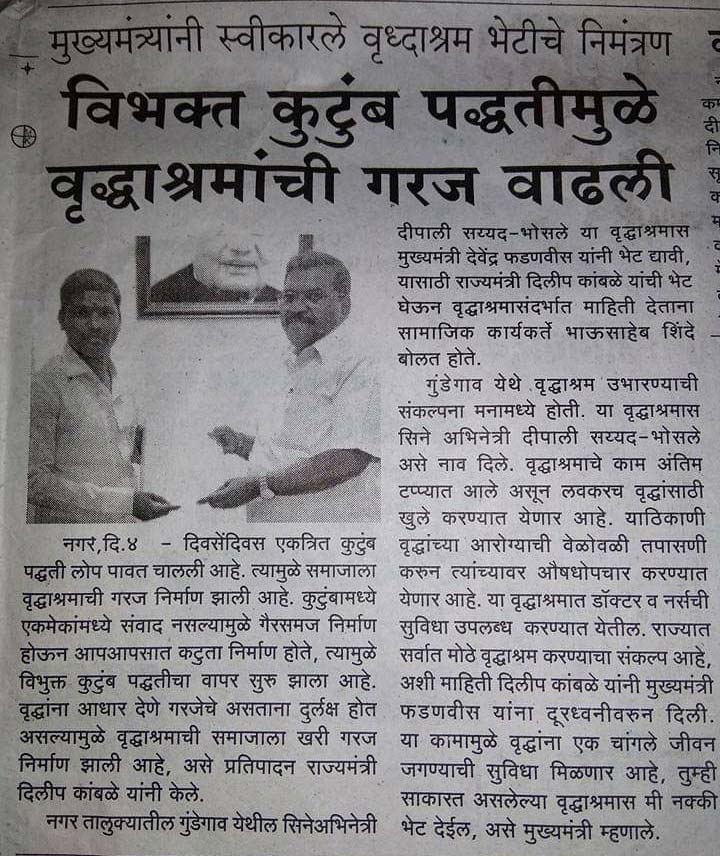 मुख्यमंत्र्यांनी स्वीकारले वृध्दाश्रम भेटीचे निमंत्रण
विभक्त कुटुंब पद्धतीमुळे
वृद्धाश्रमांची गरज वाढली
नगर,दि.४ - दिवसेंदिवस एकत्रित कुटुंब
पद्धती लोप पावत चालली आहे. त्यामुळे समाजाला
वृद्धाश्रमाची गरज निर्माण झाली आहे. कुटुंबामध्ये
एकमेकांमध्ये संवाद नसल्यामुळे गैरसमज निर्माण
होऊन आपआपसात कटुता निर्माण होते, त्यामुळे
विभुक्त कुटुंब पद्धतीचा वापर सुरु झाला आहे.
वृद्धांना आधार देणे गरजेचे असताना दुर्लक्ष होत
असल्यामुळे वृद्धाश्रमाची समाजाला खरी गरज
निर्माण झाली आहे, असे प्रतिपादन राज्यमंत्री
दिलीप कांबळे यांनी केले.
नगर तालुक्यातील गुंडेगाव येथील सिनेअभिनेत्री
दीपाली सय्यद-भोसले या वृद्धाश्रमास
मुख्यमंत्री देवेंद्र फडणवीस यांनी भेट द्यावी,
यासाठी राज्यमंत्री दिलीप कांबळे यांची भेट
घेऊन वृद्धाश्रमासंदर्भात माहिती देताना
सामाजिक कार्यकर्ते भाऊसाहेब शिंदे
बोलत होते.
गुंडेगाव येथे वृद्धाश्रम उभारण्याची
संकल्पना मनामध्ये होती. या वृद्धाश्रमास
सिने अभिनेत्री दीपाली सय्यद-भोसले
असे नाव दिले. वृद्धाश्रमाचे काम अंतिम
टप्प्यात आले असून लवकरच वृद्धांसाठी
खुले करण्यात येणार आहे. याठिकाणी
वृद्धांच्या आरोग्याची वेळोवळी तपासणी
करुन त्यांच्यावर औषधोपचार करण्यात
येणार आहे. या वृद्धाश्रमात डॉक्टर व नर्सची
सुविधा उपलब्ध करण्यात येतील. राज्यात
सर्वात मोठे वृद्धाश्रम करण्याचा संकल्प आहे,
अशी माहिती दिलीप कांबळे यांनी मुख्यमंत्री
फडणवीस यांना दूरध्वनीवरुन दिली.
या कामामुळे वृद्धांना एक चांगले जीवन
जगण्याची सुविधा मिळणार आहे, तुम्ही
साकारत असलेल्या वृद्धाश्रमास मी नक्की
भेट देईल, असे मुख्यमंत्री म्हणाले.